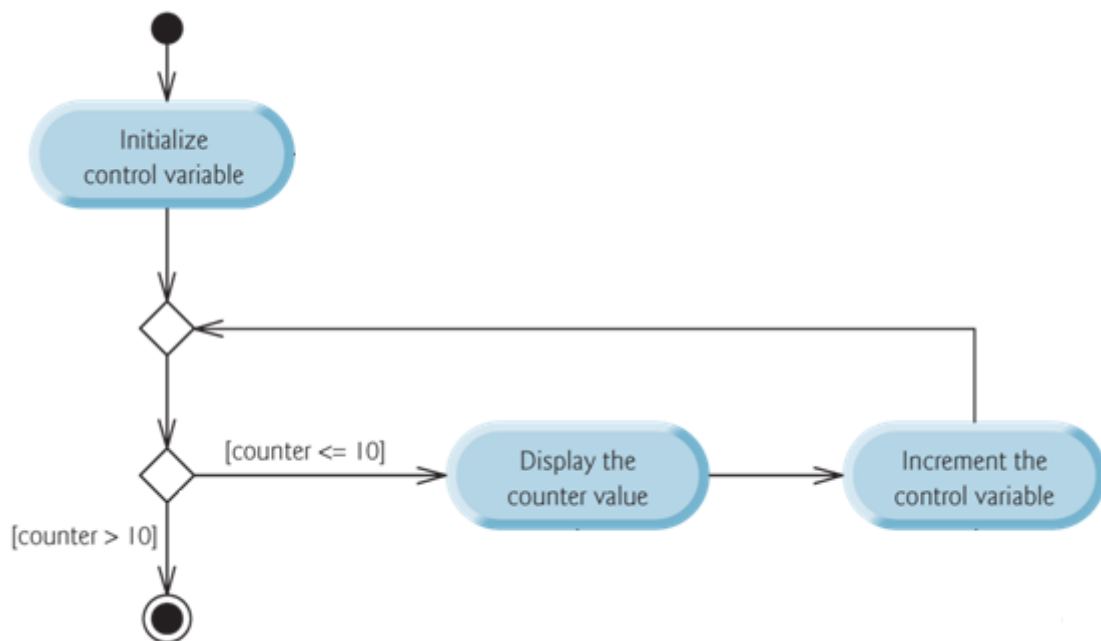 Initialize
control variable
[counter <= 10]
Display the
counter value
Increment the
control variable
[counter > 10]